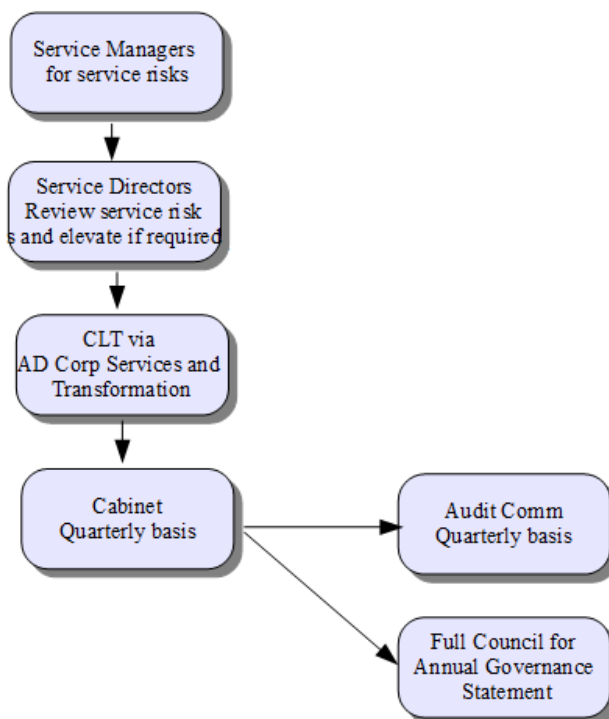 Service Managers
for service risks
Service Directors
Review service risk
s and elevate if required
CLT via
AD Corp Services and
Transformation
Cabinet
Quarterly basis
Audit Comm
Quarterly basis
Full Council for
Annual Governance
Statement